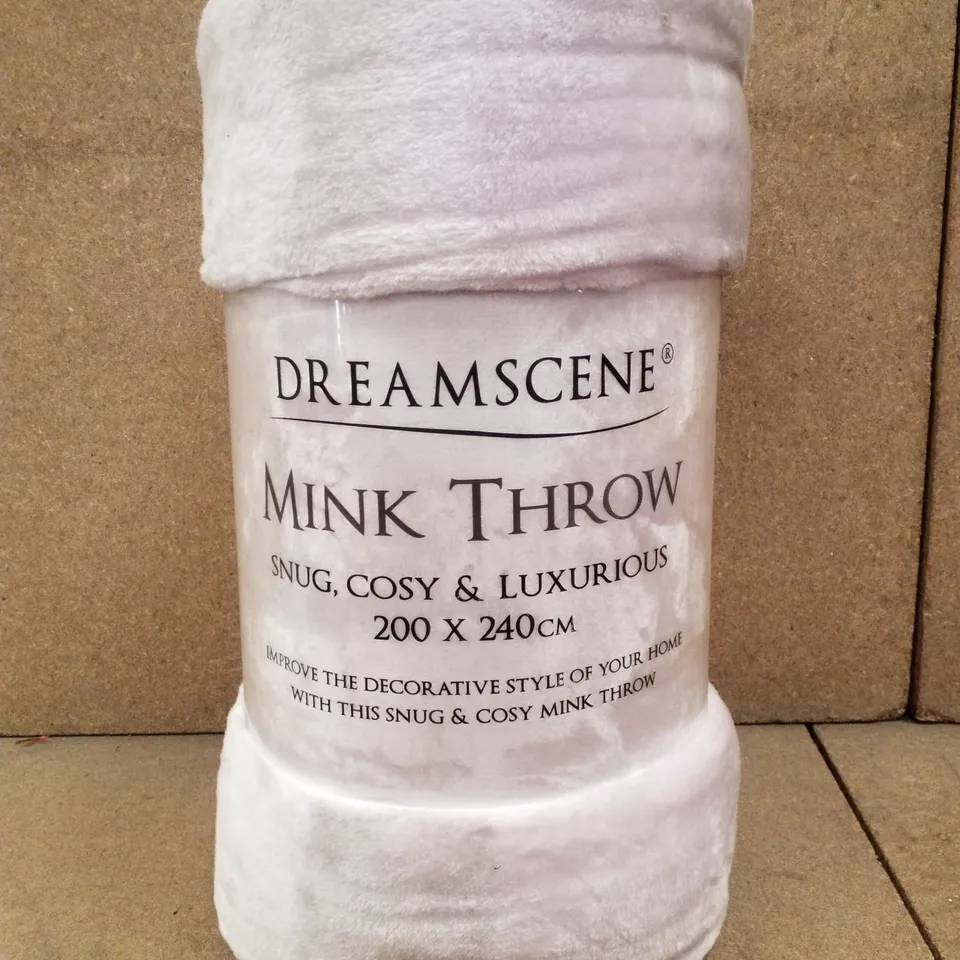 DREAMSCENE®
MINK THROW
SNUG, COSY & LUXURIOUS
200 X 240CM
IMPROVE THE DECORATIVE STYLE OF YOUR HOME
WITH THIS SNUG & COSY MINK THROW